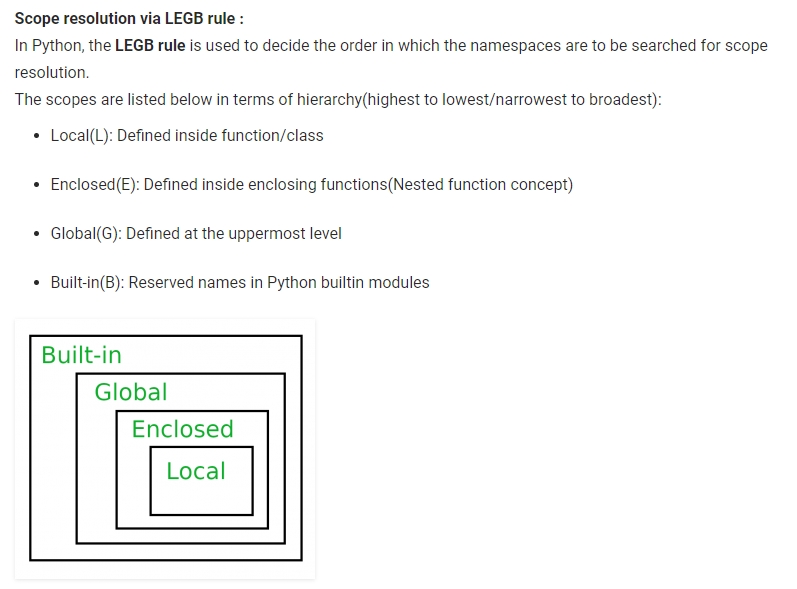 Scope resolution via LEGB rule :
In Python, the LEGB rule is used to decide the order in which the namespaces are to be searched for scope
resolution.
The scopes are listed below in terms of hierarchy(highest to lowest/narrowest to broadest):
• Local(L): Defined inside function/class
• Enclosed(E): Defined inside enclosing functions(Nested function concept)
• Global(G): Defined at the uppermost level
• Built-in(B): Reserved names in Python builtin modules
Built-in
Global
Enclosed
Local